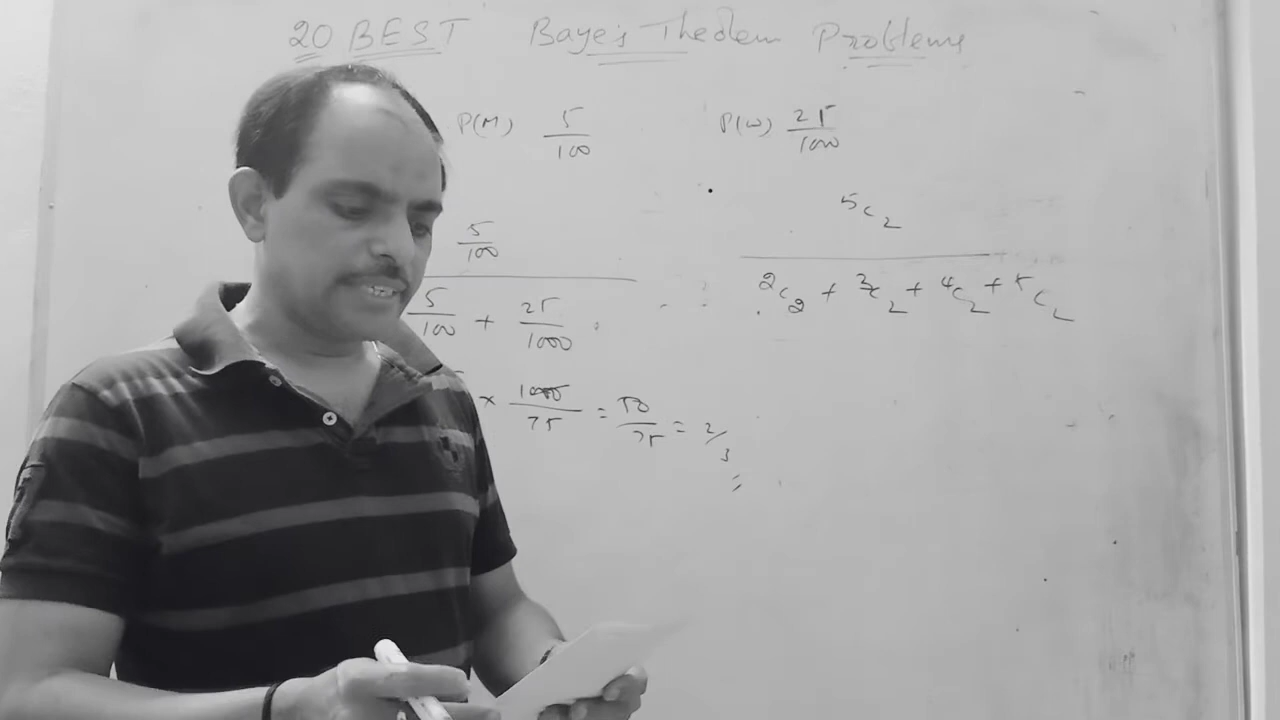 20 BEST Baye's Theorem Problems
P(M) 5/100 P(W) 25/1000
5/100
5/100 + 25/1000
× 1000/75 = 50/75 = 2/3
5c2
2c2 + 3c2 + 4c2 + 5c2